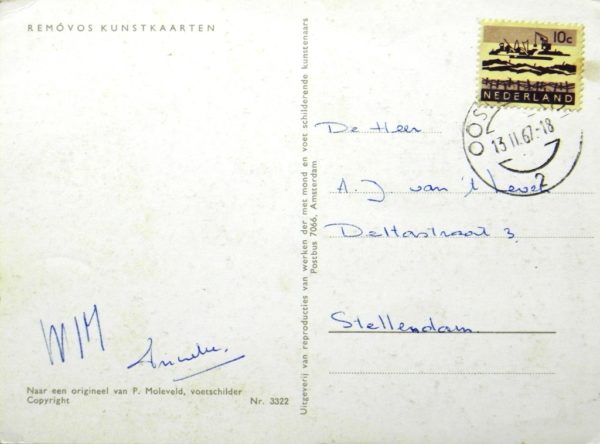 REMÓVOS KUNSTKAARTEN
10c
NEDERLAND
13 II.67.-18
2
De Heer
A. J. van 't
Deltastraat 3
Stellendam
Uitgeverij van reproducties van werken der met mond en voet schilderende kunstenaars
Postbus 7066, Amsterdam
Anneke.
Naar een origineel van P. Moleveld, voetschilder
Copyright Nr. 3322